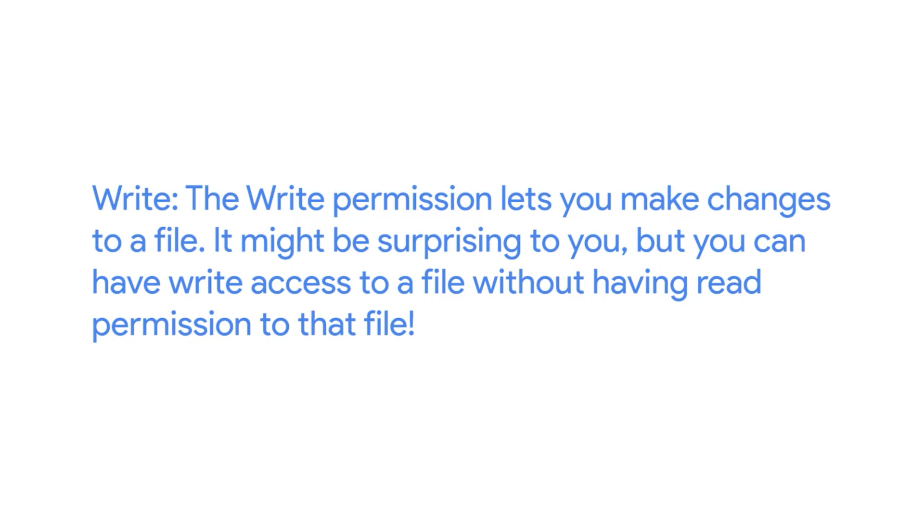 Write: The Write permission lets you make changes
to a file. It might be surprising to you, but you can
have write access to a file without having read
permission to that file!